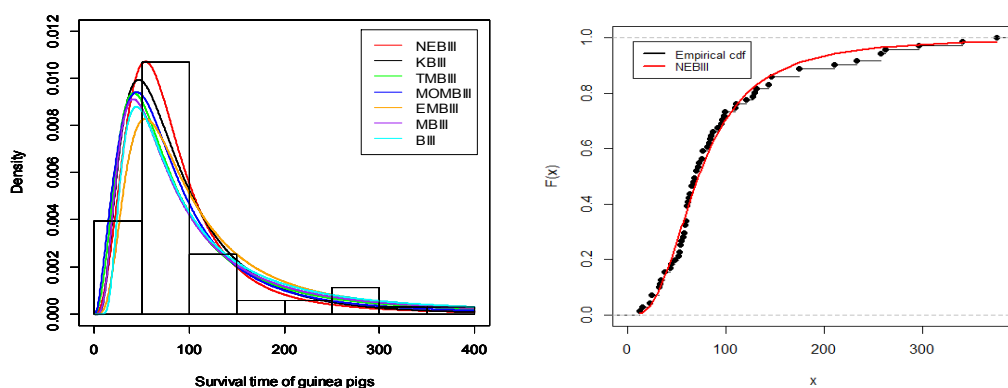 0.012
0.010
0.008
0.006
0.004
0.002
0.000
Density
NEBIII
KBIII
TMBIII
MOMBIII
EMBIII
MBIII
BIII
0 100 200 300 400
Survival time of guinea pigs
1.0
0.8
0.6
0.4
0.2
0.0
F(x)
Empirical cdf
NEBIII
0 100 200 300
x